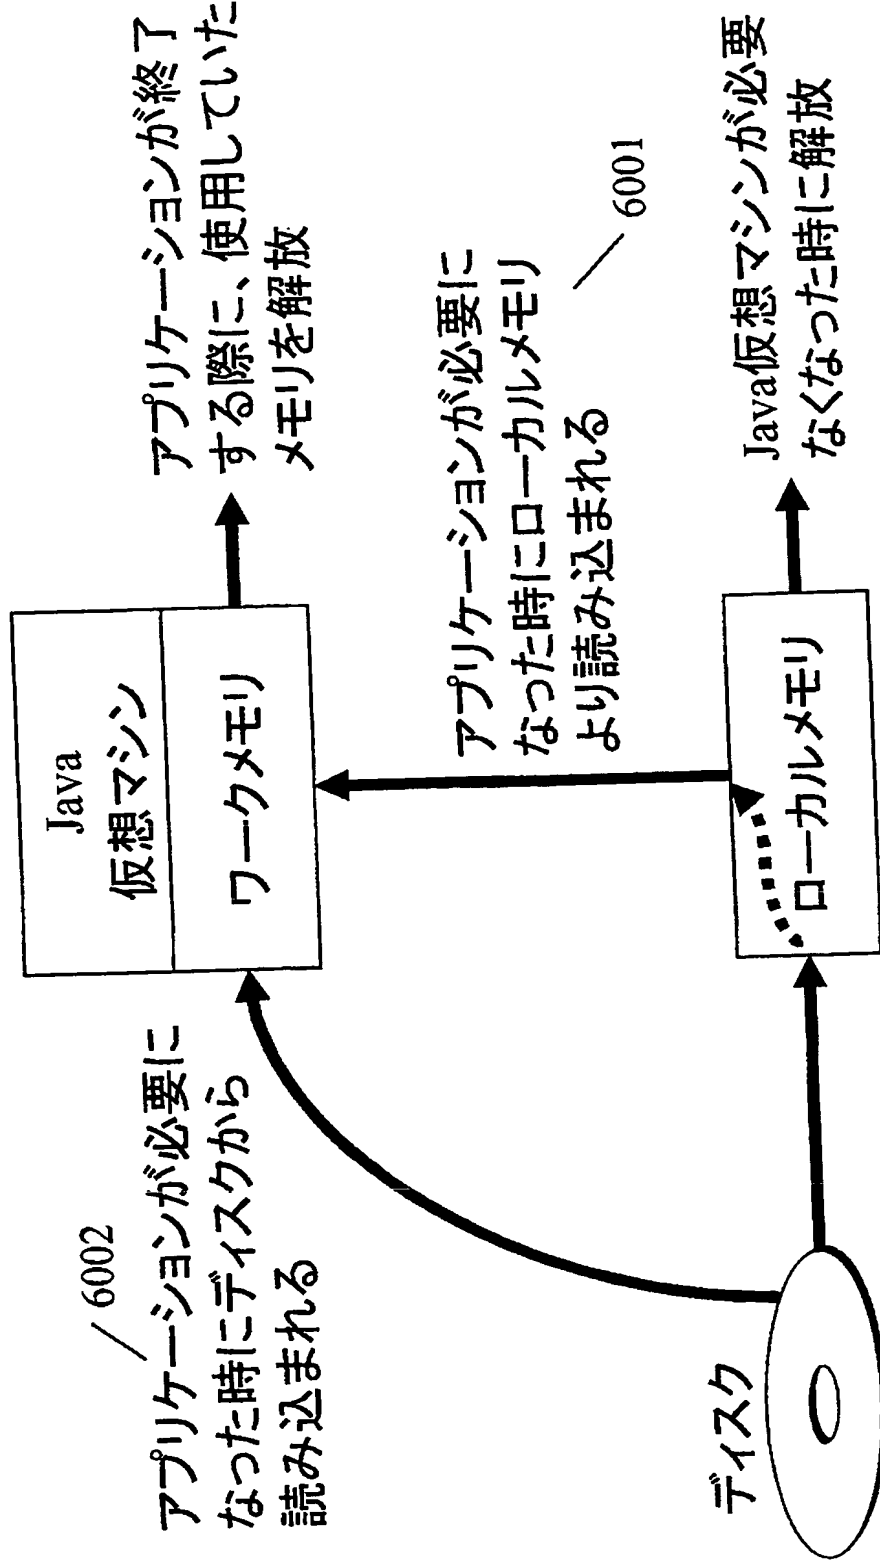 6002
アプリケーションが必要に
なった時にディスクから
読み込まれる
Java
仮想マシン
ワークメモリ
アプリケーションが終了
する際に、使用していた
メモリを解放
アプリケーションが必要に
なった時にローカルメモリ
より読み込まれる
6001
ディスク
ローカルメモリ
Java仮想マシンが必要
なくなった時に解放